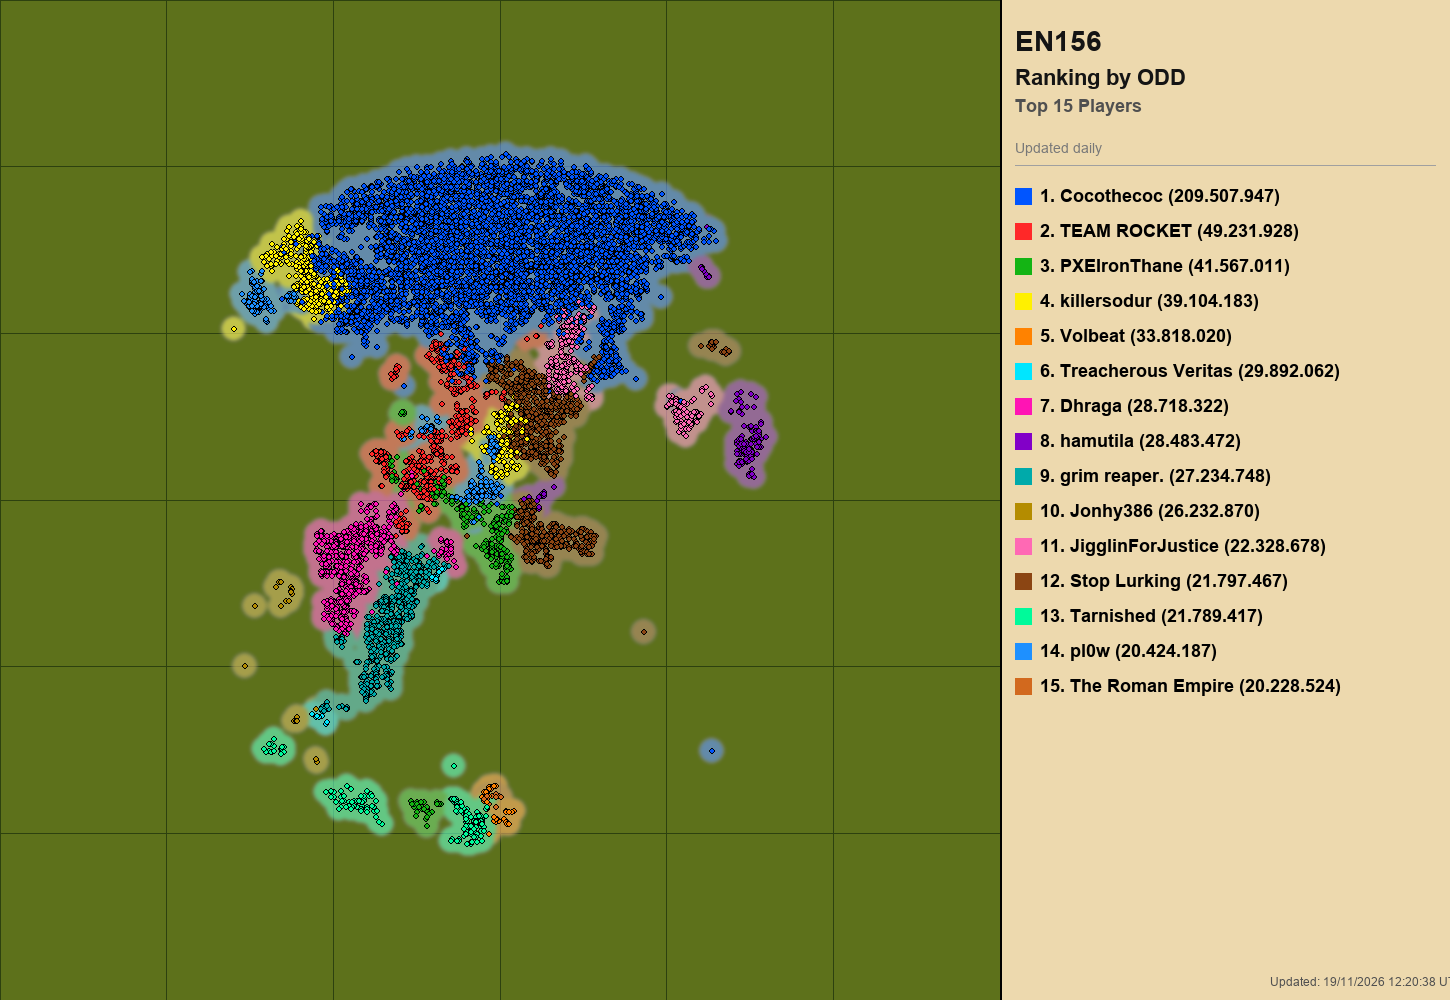 EN156
Ranking by ODD
Top 15 Players
Updated daily
1. Cocothecoc (209.507.947)
2. TEAM ROCKET (49.231.928)
3. PXEIronThane (41.567.011)
4. killersodur (39.104.183)
5. Volbeat (33.818.020)
6. Treacherous Veritas (29.892.062)
7. Dhraga (28.718.322)
8. hamutila (28.483.472)
9. grim reaper. (27.234.748)
10. Jonhy386 (26.232.870)
11. JigglinForJustice (22.328.678)
12. Stop Lurking (21.797.467)
13. Tarnished (21.789.417)
14. pl0w (20.424.187)
15. The Roman Empire (20.228.524)
Updated: 19/11/2026 12:20:38 U